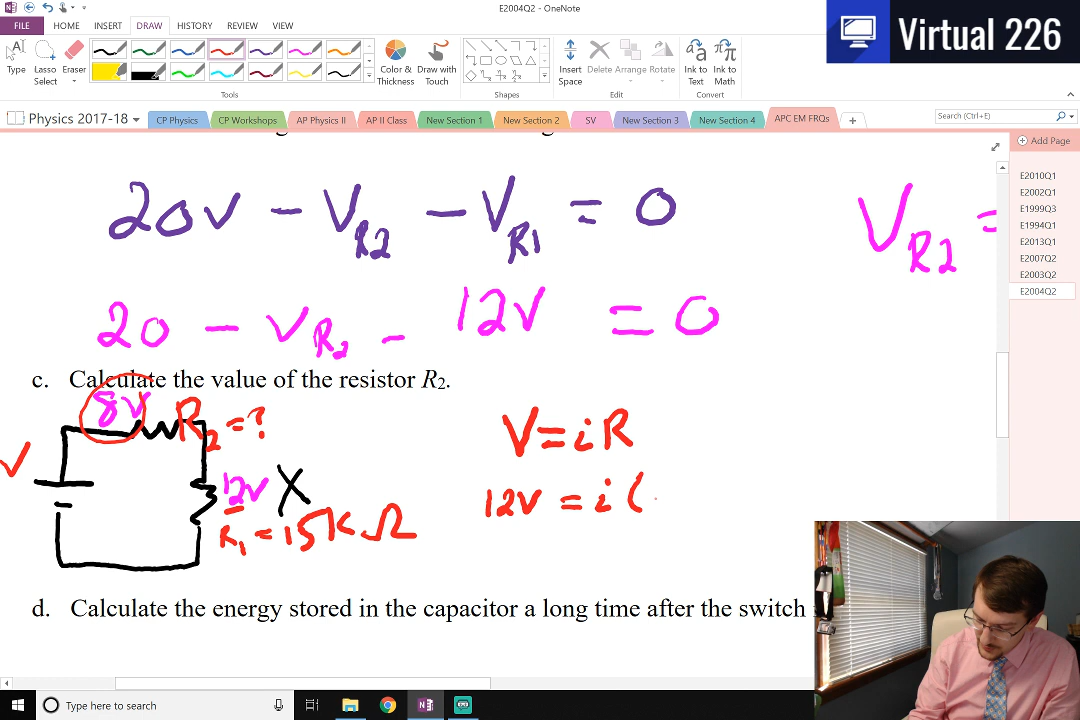 E2004Q2 - OneNote
FILE HOME INSERT DRAW HISTORY REVIEW VIEW
Virtual 226
Type Lasso Select Eraser
Color & Thickness Draw with Touch
Insert Space Delete Arrange Rotate
Ink to Text Ink to Math
Tools Shapes Edit Convert
Physics 2017-18 CP Physics CP Workshops AP Physics II AP II Class New Section 1 New Section 2 SV New Section 3 New Section 4 APC EM FRQs
Search (Ctrl+E)
Add Page
E2010Q1
E2002Q1
E1999Q3
E1994Q1
E2013Q1
E2007Q2
E2003Q2
E2004Q2
20V - V_R2 - V_R1 = 0
V_R2 =
20 - V_R2 - 12V = 0
c. Calculate the value of the resistor R2.
8V R2 = ?
V
12V X
R1 = 15kΩ
V = iR
12V = i(
d. Calculate the energy stored in the capacitor a long time after the switch
Type here to search